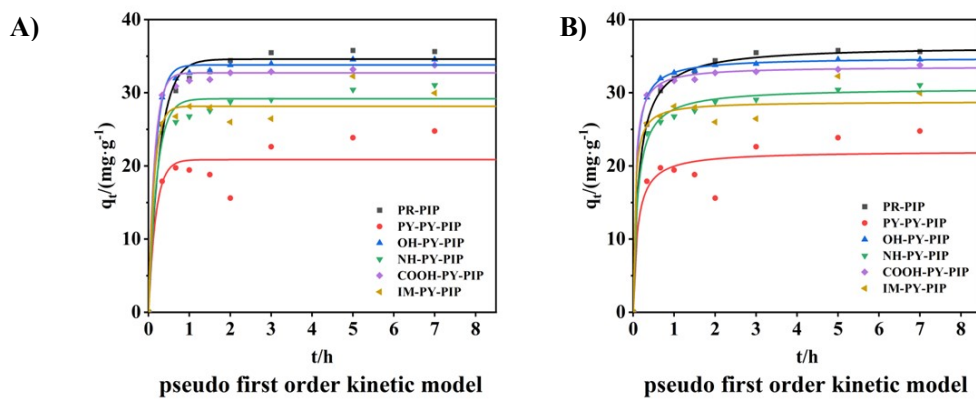 A)
q_t/(mg·g⁻¹)
40
30
20
10
0
PR-PIP
PY-PY-PIP
OH-PY-PIP
NH-PY-PIP
COOH-PY-PIP
IM-PY-PIP
0 1 2 3 4 5 6 7 8
t/h
pseudo first order kinetic model
B)
q_t/(mg·g⁻¹)
40
30
20
10
0
PR-PIP
PY-PY-PIP
OH-PY-PIP
NH-PY-PIP
COOH-PY-PIP
IM-PY-PIP
0 1 2 3 4 5 6 7 8
t/h
pseudo first order kinetic model